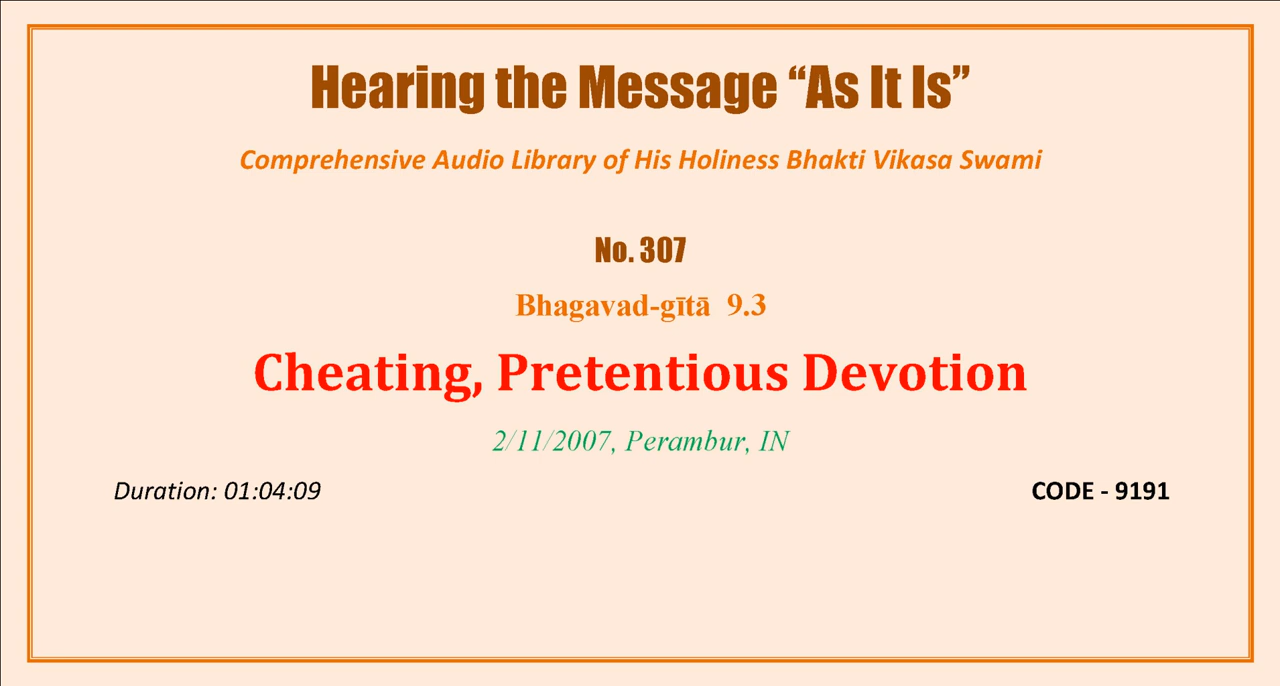 Hearing the Message “As It Is”
Comprehensive Audio Library of His Holiness Bhakti Vikasa Swami
No. 307
Bhagavad-gītā 9.3
Cheating, Pretentious Devotion
2/11/2007, Perambur, IN
Duration: 01:04:09
CODE - 9191